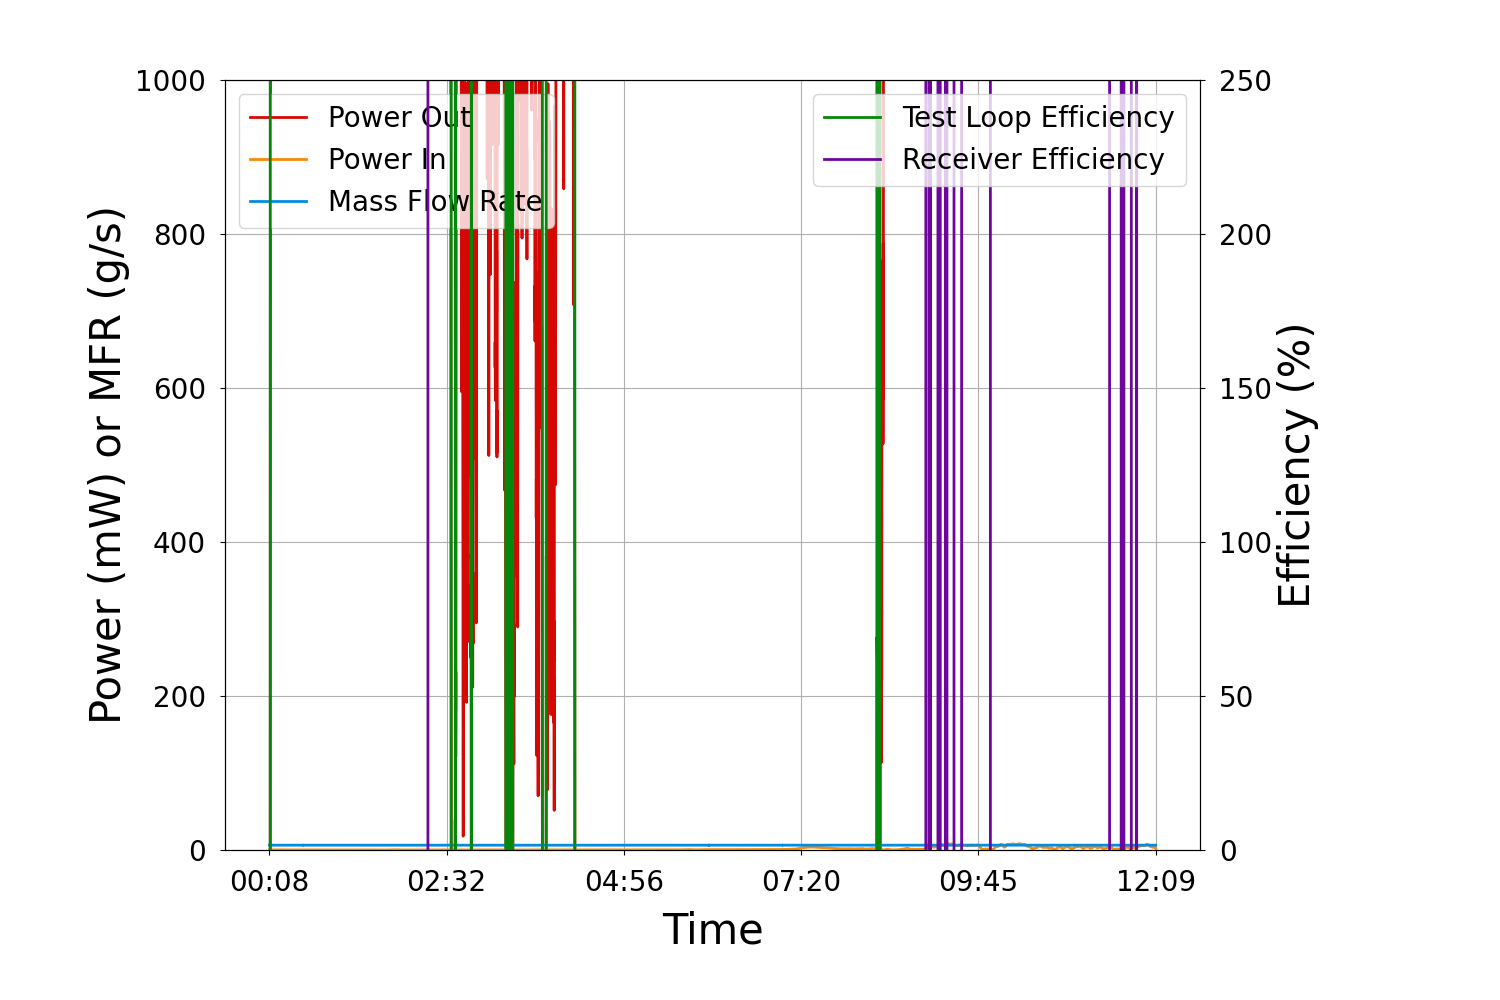 1000
800
600
400
200
0
Power (mW) or MFR (g/s)
Power Out
Power In
Mass Flow Rate
Test Loop Efficiency
Receiver Efficiency
250
200
150
100
50
0
Efficiency (%)
00:08 02:32 04:56 07:20 09:45 12:09
Time